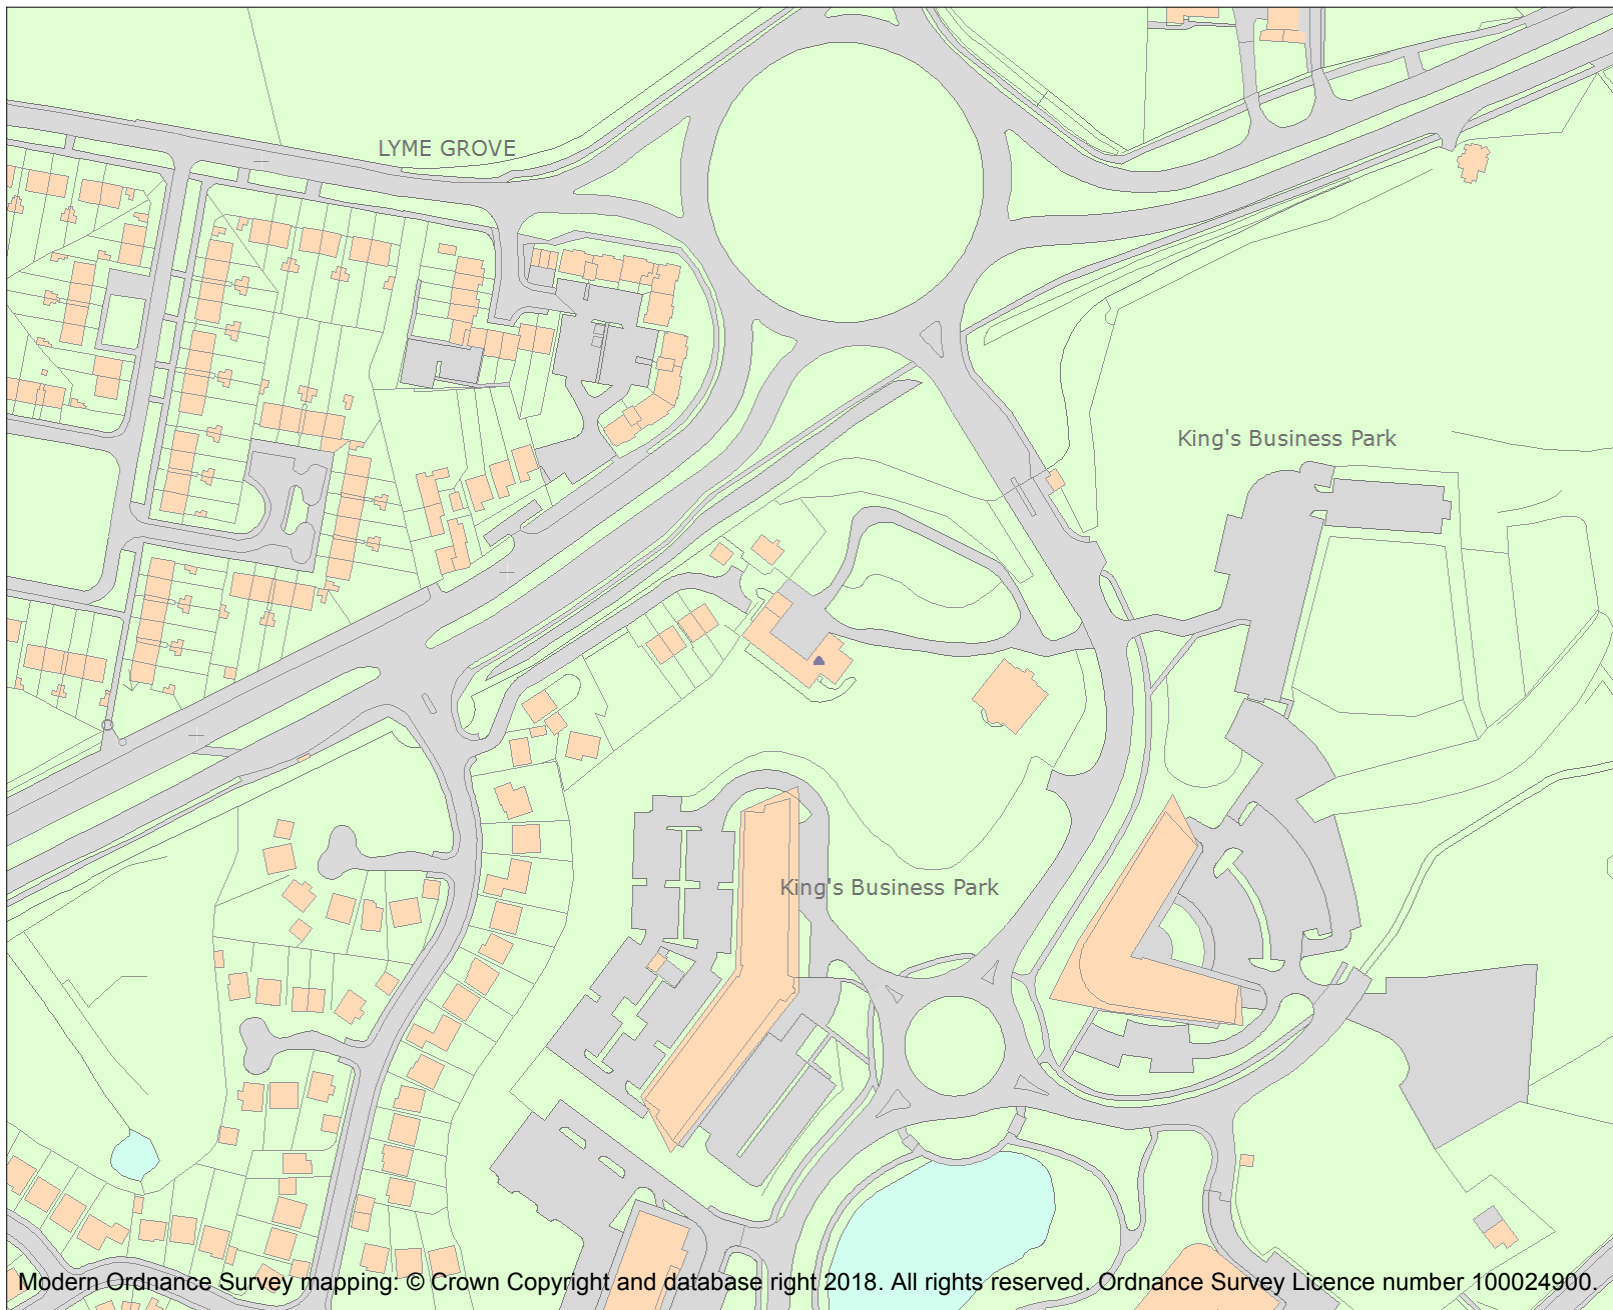 LYME GROVE
King's Business Park
King's Business Park
Modern Ordnance Survey mapping: © Crown Copyright and database right 2018. All rights reserved. Ordnance Survey Licence number 100024900.